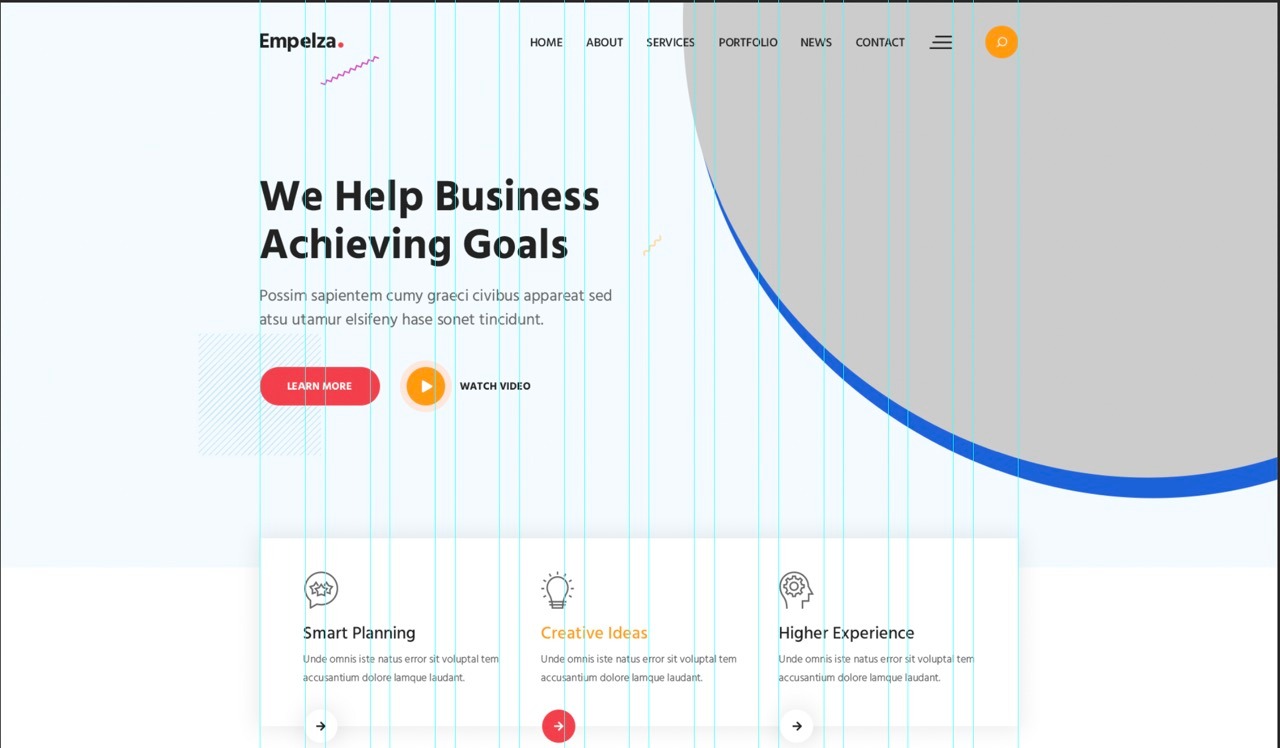 Empelza.
HOME ABOUT SERVICES PORTFOLIO NEWS CONTACT
We Help Business
Achieving Goals
Possim sapientem cumy graeci civibus appareat sed
atsu utamur elsifeny hase sonet tincidunt.
LEARN MORE
WATCH VIDEO
Smart Planning
Unde omnis iste natus error sit voluptal tem
accusantium dolore lamque laudant.
Creative Ideas
Unde omnis iste natus error sit voluptal tem
accusantium dolore lamque laudant.
Higher Experience
Unde omnis iste natus error sit voluptal tem
accusantium dolore lamque laudant.